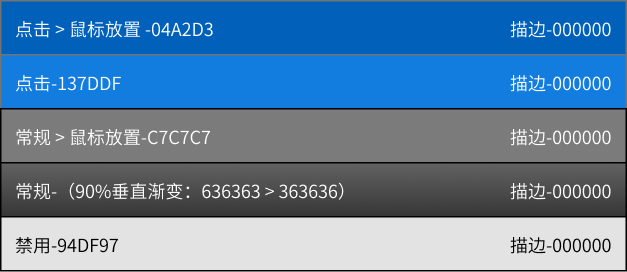 点击 > 鼠标放置 -04A2D3 描边-000000
点击-137DDF 描边-000000
常规 > 鼠标放置-C7C7C7 描边-000000
常规-（90%垂直渐变：636363 > 363636） 描边-000000
禁用-94DF97 描边-000000